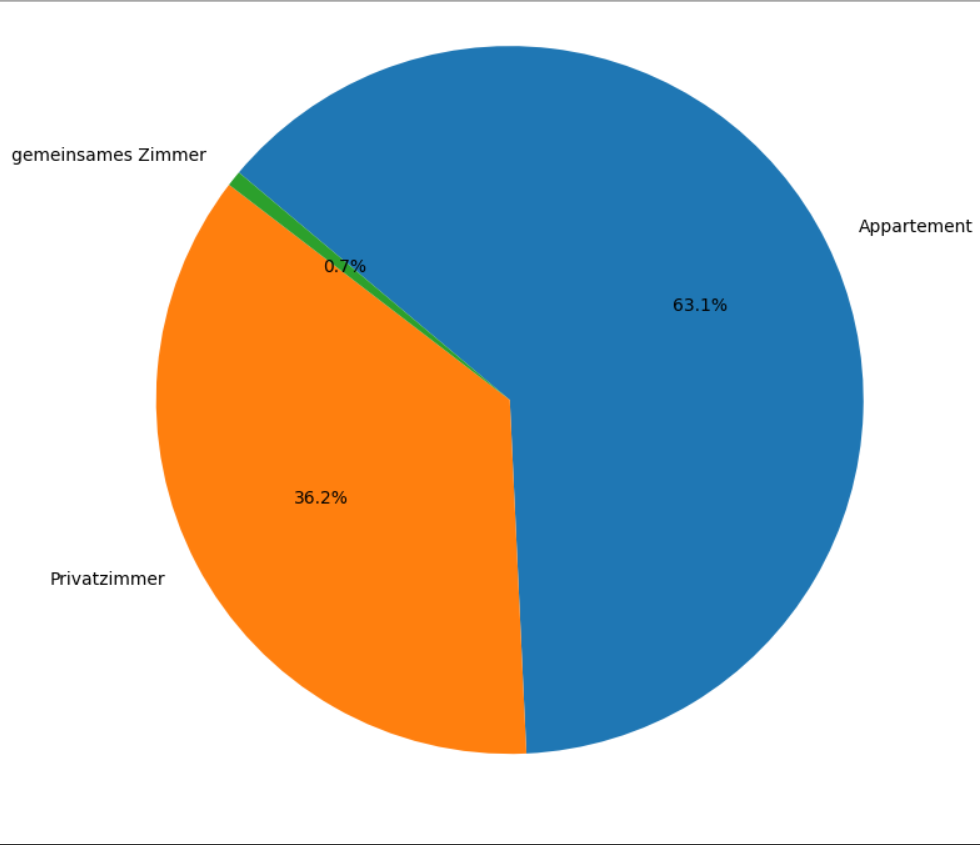 gemeinsames Zimmer
Appartement
0.7%
63.1%
36.2%
Privatzimmer